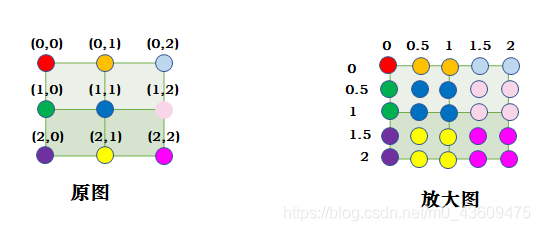 (0,0) (0,1) (0,2)
(1,0) (1,1) (1,2)
(2,0) (2,1) (2,2)
原图
0 0.5 1 1.5 2
0
0.5
1
1.5
2
放大图
https://blog.csdn.net/m0_43609475